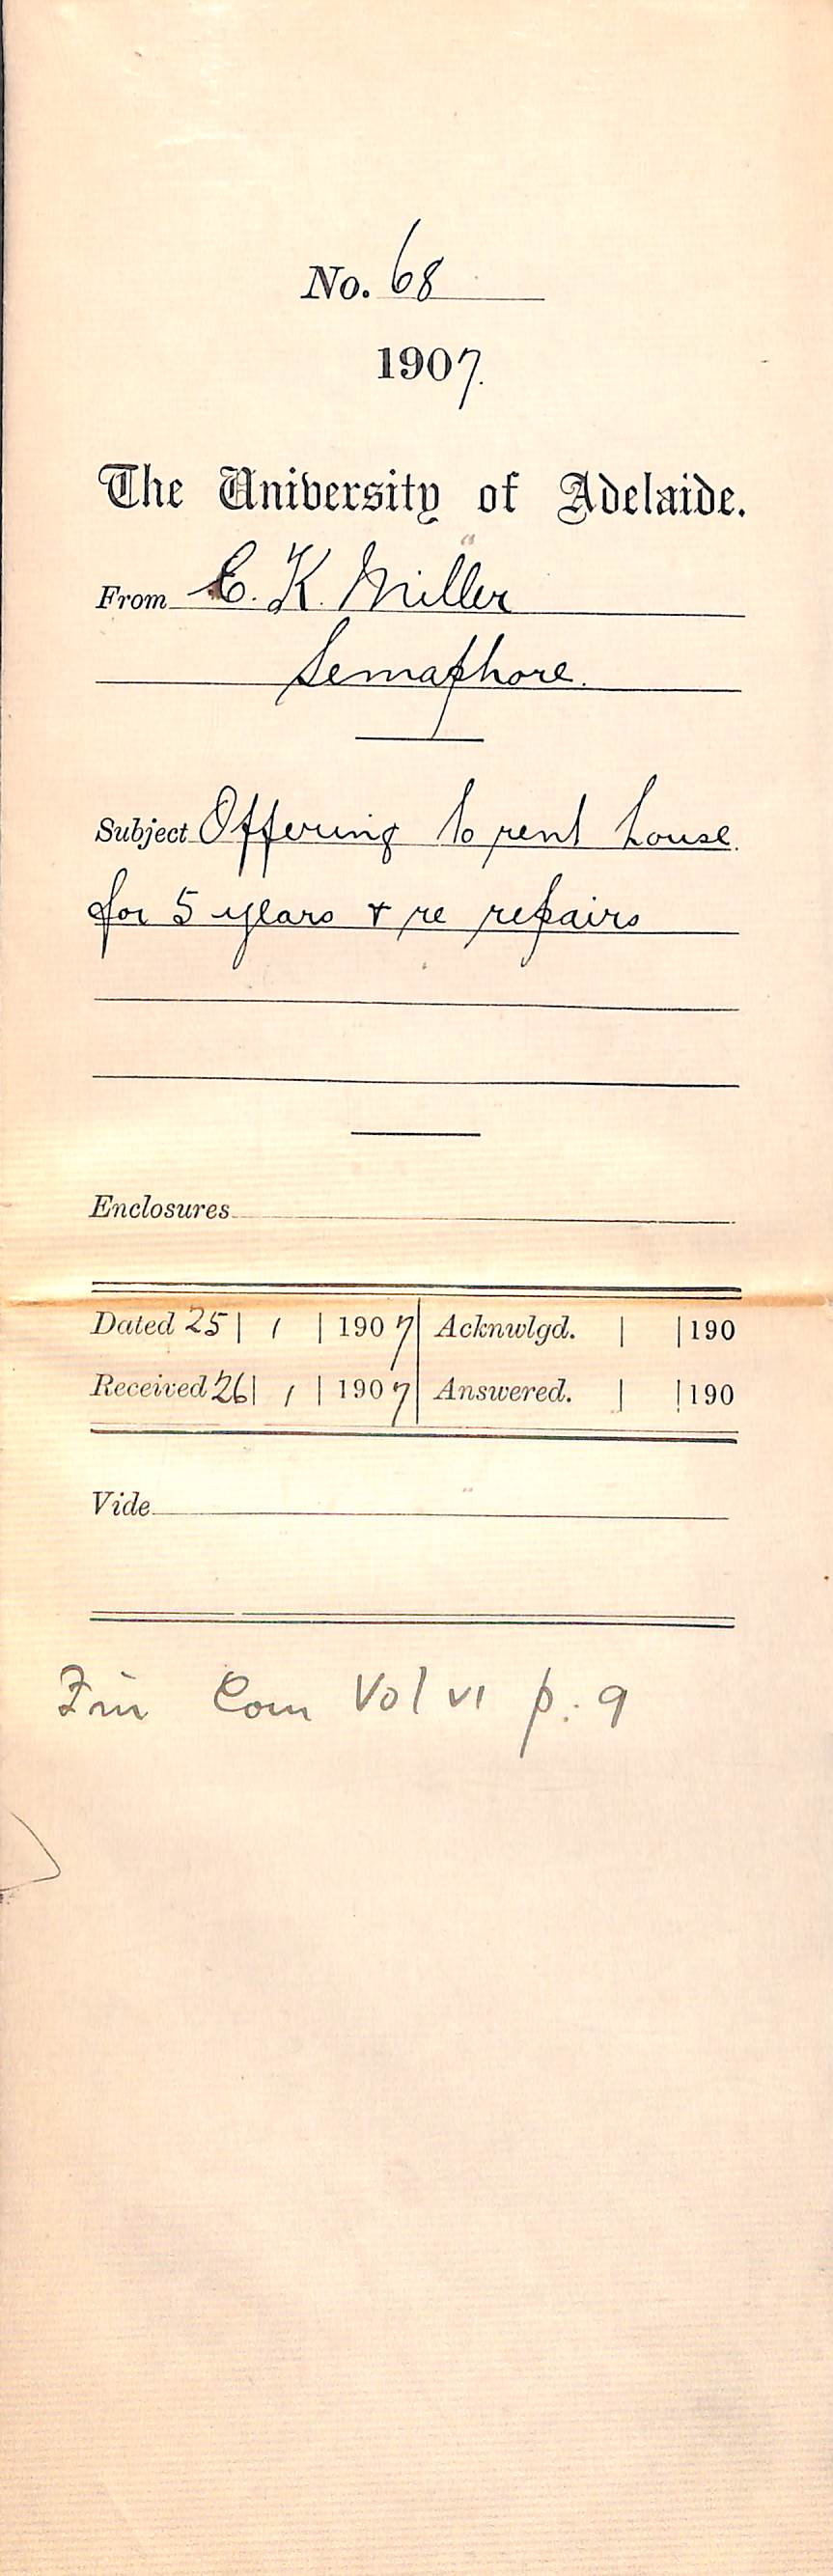 No. 68
1907.
The University of Adelaide.
From C. K. Miller
Semaphore.
Subject Offering to rent house
for 5 years & re repairs
Enclosures
Dated 25 | 1 | 1907 | Acknwlgd. | | 190
Received 26 | 1 | 1907 | Answered. | | 190
Vide
Fin Com Vol VI p. 9